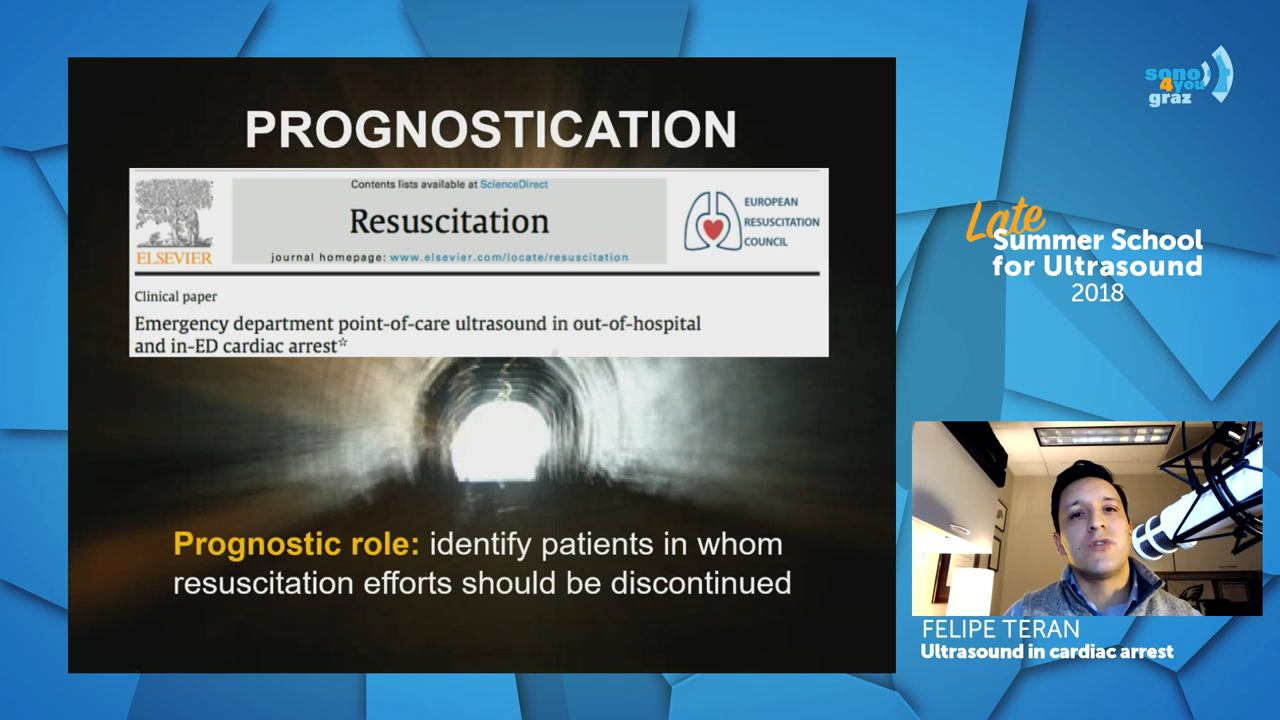 PROGNOSTICATION
ELSEVIER
Contents lists available at ScienceDirect
Resuscitation
journal homepage: www.elsevier.com/locate/resuscitation
EUROPEAN
RESUSCITATION
COUNCIL
Clinical paper
Emergency department point-of-care ultrasound in out-of-hospital
and in-ED cardiac arrest☆
Prognostic role: identify patients in whom
resuscitation efforts should be discontinued
sono
4you
graz
Late
Summer School
for Ultrasound
2018
FELIPE TERAN
Ultrasound in cardiac arrest